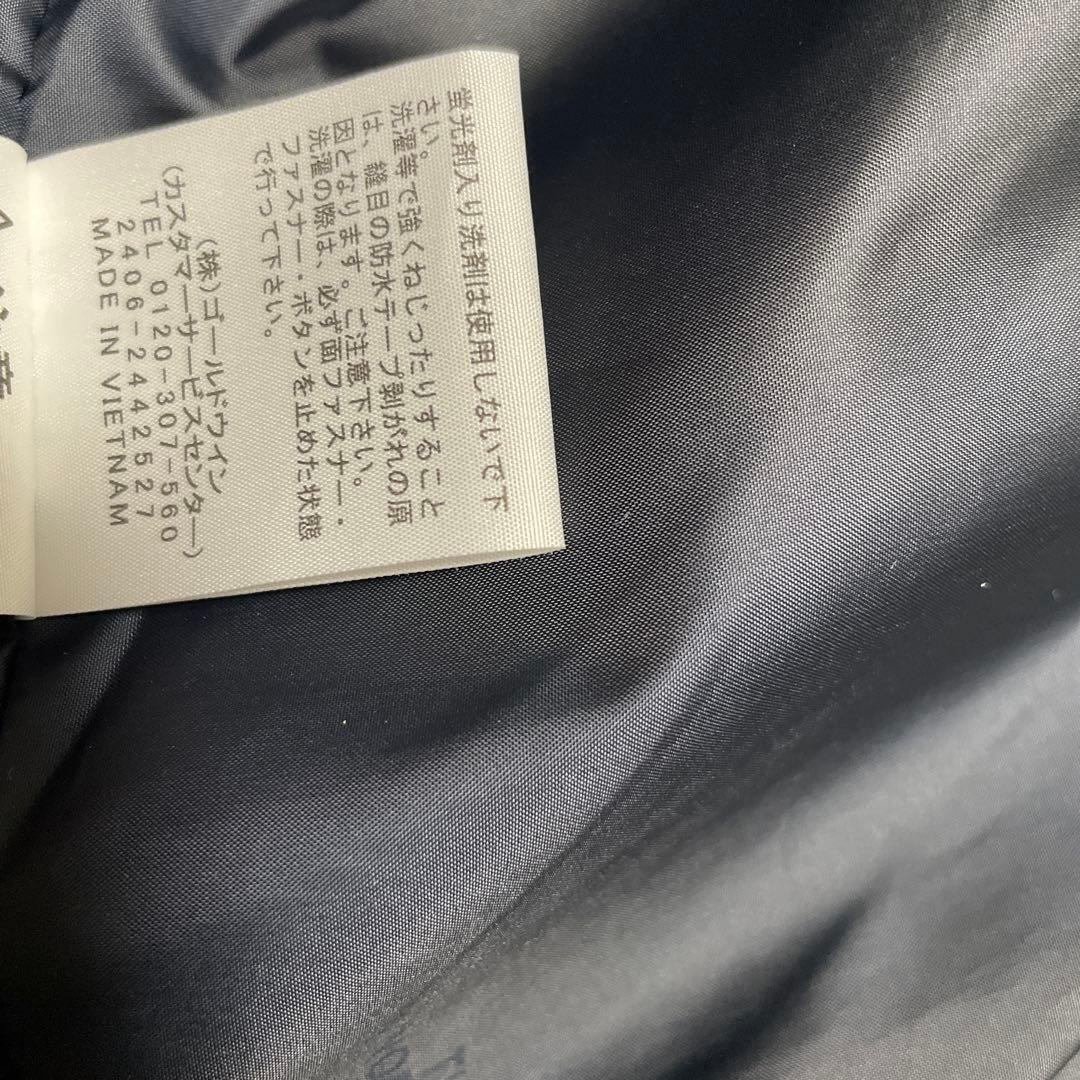 蛍光剤入り洗剤は使用しないで下
さい。
洗濯等で強くねじったりすること
は、縫目の防水テープ剥がれの原
因となります。ご注意下さい。
洗濯の際は、必ず面ファスナー・
ファスナー・ボタンを止めた状態
で行って下さい。
(株)ゴールドウイン
(カスタマーサービスセンター)
TEL 0120-307-560
2406-2442527
MADE IN VIETNAM